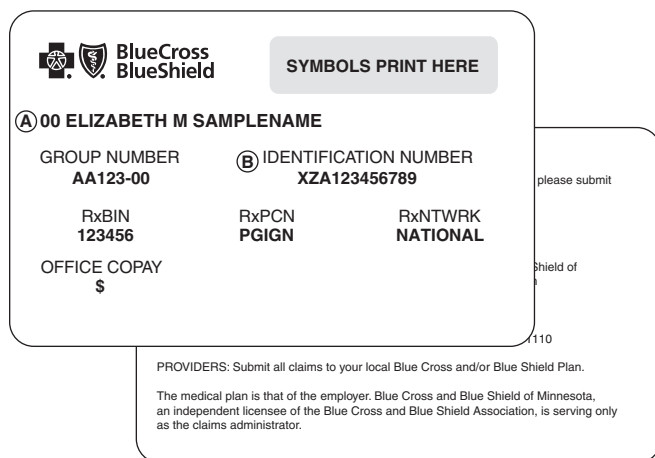 BlueCross
BlueShield
SYMBOLS PRINT HERE
A 00 ELIZABETH M SAMPLENAME
GROUP NUMBER
AA123-00
B IDENTIFICATION NUMBER
XZA123456789
RxBIN
123456
RxPCN
PGIGN
RxNTWRK
NATIONAL
OFFICE COPAY
$
please submit
Shield of
1110
PROVIDERS: Submit all claims to your local Blue Cross and/or Blue Shield Plan.
The medical plan is that of the employer. Blue Cross and Blue Shield of Minnesota,
an independent licensee of the Blue Cross and Blue Shield Association, is serving only
as the claims administrator.